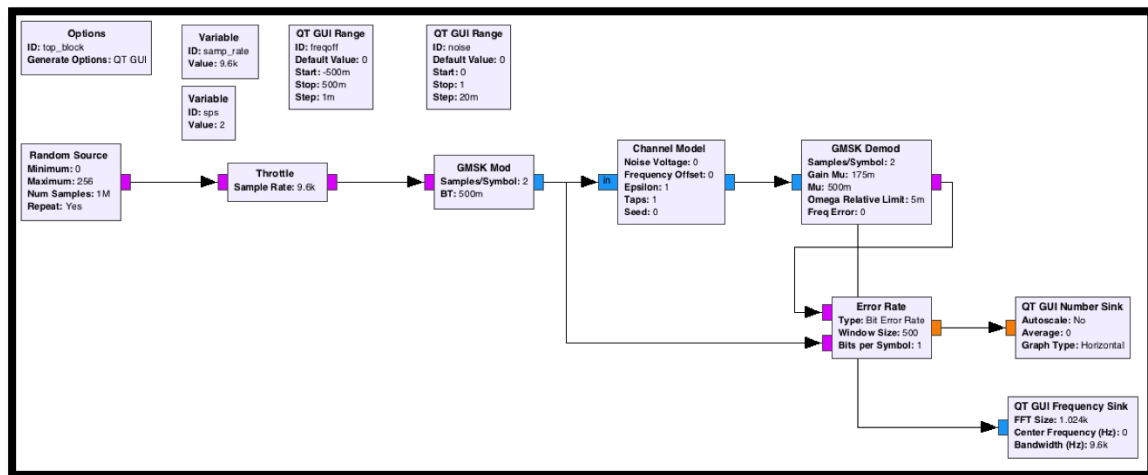 Options
ID: top_block
Generate Options: QT GUI
Variable
ID: samp_rate
Value: 9.6k
QT GUI Range
ID: freqoff
Default Value: 0
Start: -500m
Stop: 500m
Step: 1m
QT GUI Range
ID: noise
Default Value: 0
Start: 0
Stop: 1
Step: 20m
Variable
ID: sps
Value: 2
Random Source
Minimum: 0
Maximum: 256
Num Samples: 1M
Repeat: Yes
Throttle
Sample Rate: 9.6k
GMSK Mod
Samples/Symbol: 2
BT: 500m
in
Channel Model
Noise Voltage: 0
Frequency Offset: 0
Epsilon: 1
Taps: 1
Seed: 0
GMSK Demod
Samples/Symbol: 2
Gain Mu: 175m
Mu: 500m
Omega Relative Limit: 5m
Freq Error: 0
Error Rate
Type: Bit Error Rate
Window Size: 500
Bits per Symbol: 1
QT GUI Number Sink
Autoscale: No
Average: 0
Graph Type: Horizontal
QT GUI Frequency Sink
FFT Size: 1.024k
Center Frequency (Hz): 0
Bandwidth (Hz): 9.6k